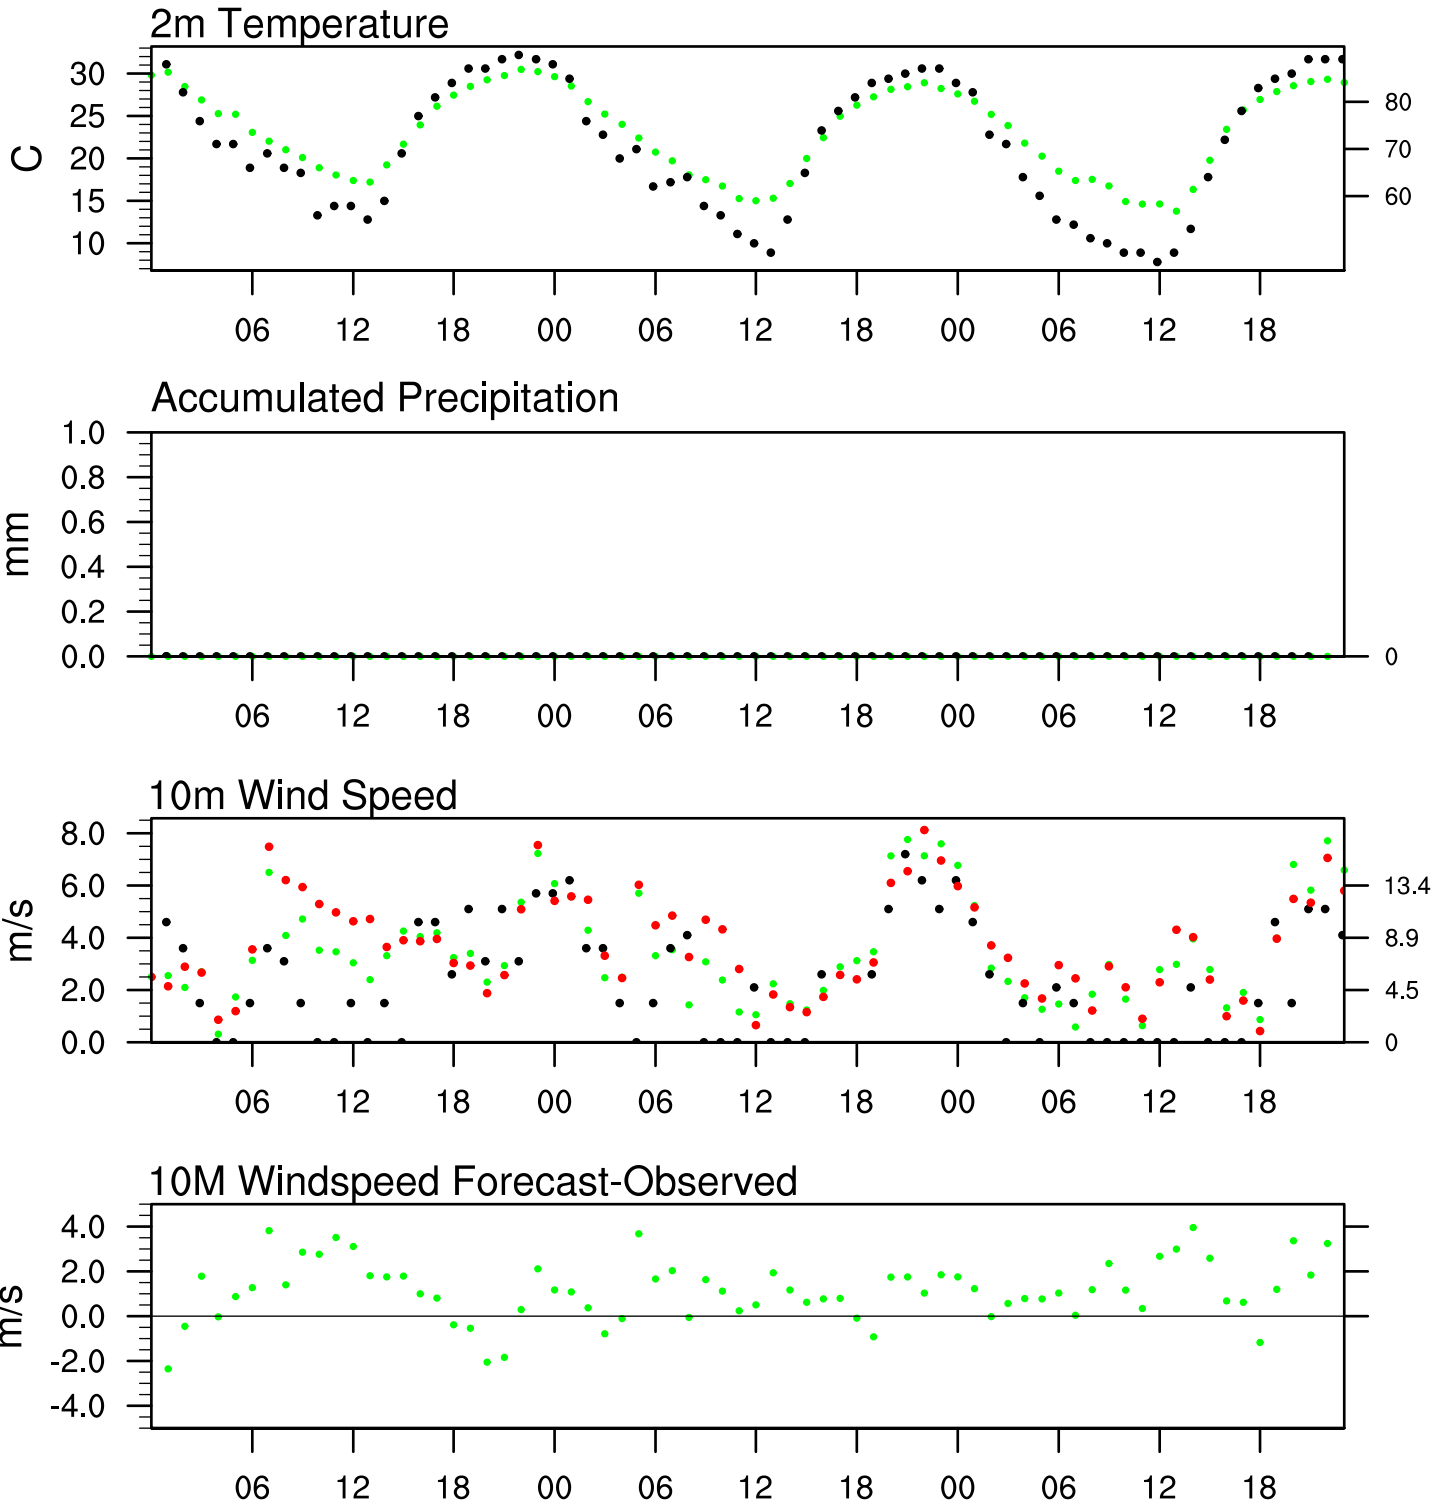 2m Temperature
30
25
20
15
10
C
80
70
60
06 12 18 00 06 12 18 00 06 12 18
Accumulated Precipitation
1.0
0.8
0.6
0.4
0.2
0.0
mm
0
06 12 18 00 06 12 18 00 06 12 18
10m Wind Speed
8.0
6.0
4.0
2.0
0.0
m/s
13.4
8.9
4.5
0
06 12 18 00 06 12 18 00 06 12 18
10M Windspeed Forecast-Observed
4.0
2.0
0.0
-2.0
-4.0
m/s
06 12 18 00 06 12 18 00 06 12 18